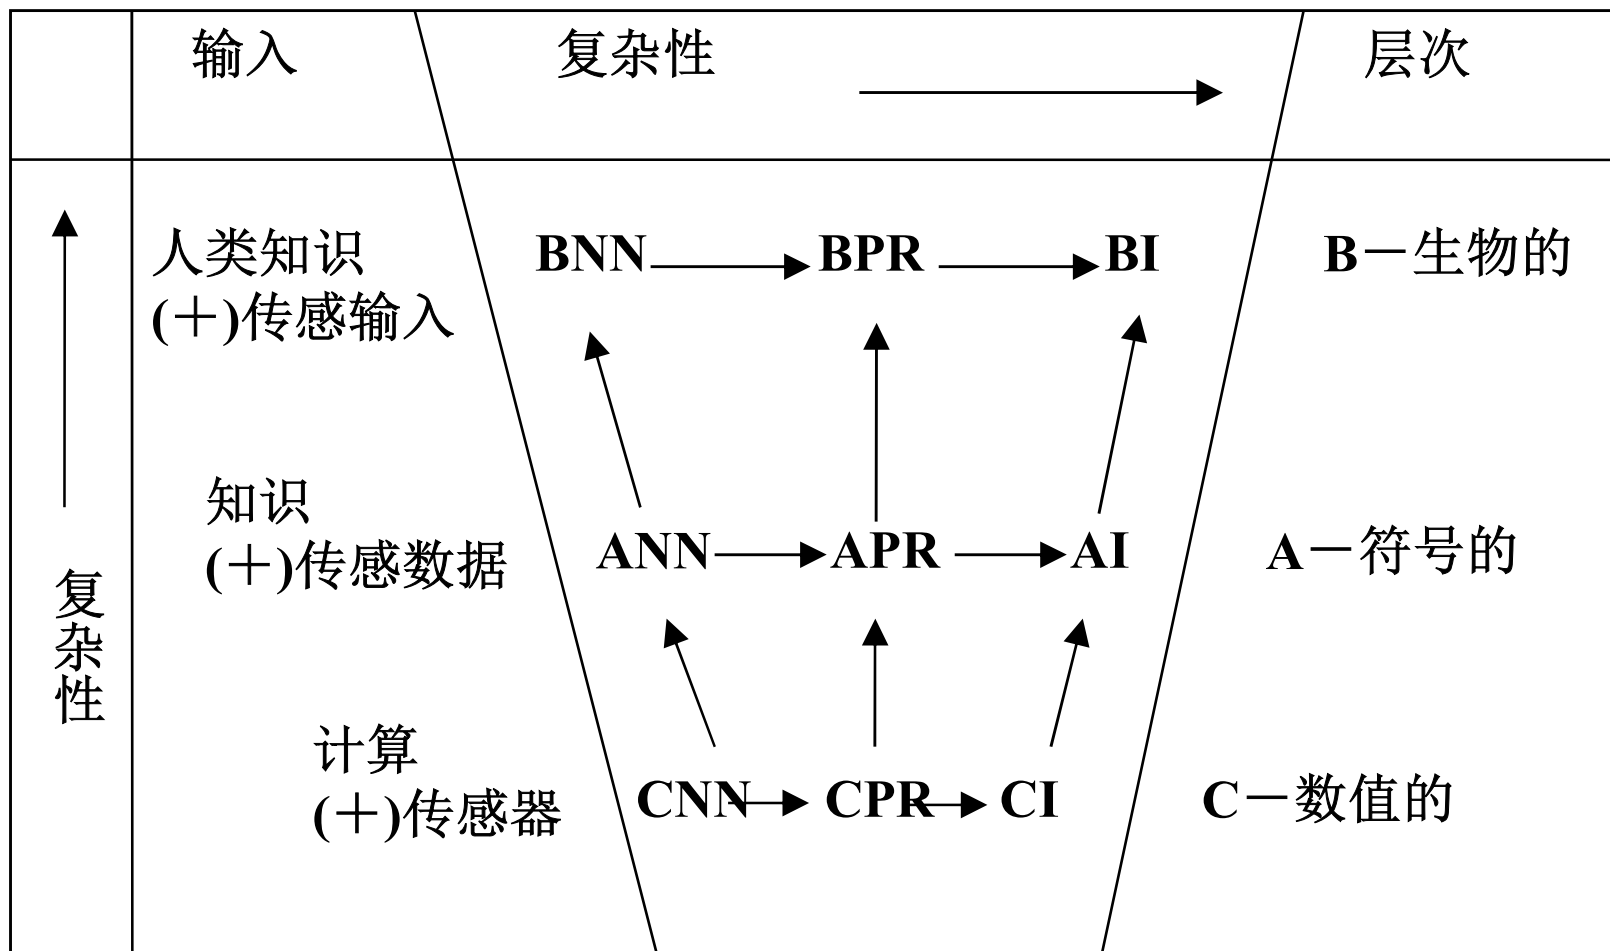 输入 复杂性 层次
人类知识 BNN BPR BI B－生物的
(＋)传感输入
知识
(＋)传感数据 ANN APR AI A－符号的
复杂性
计算
(＋)传感器 CNN CPR CI C－数值的